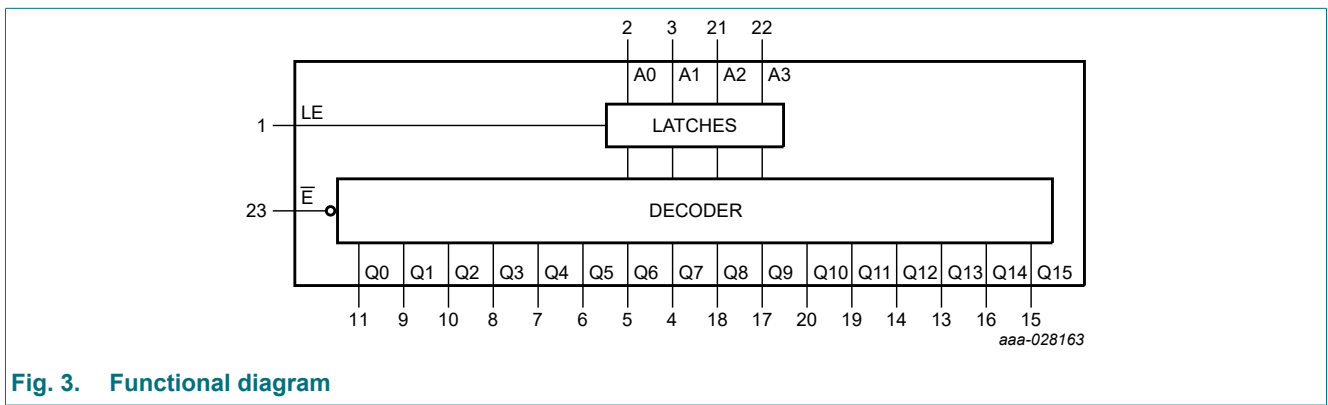 2 3 21 22
A0 A1 A2 A3
1 LE LATCHES
23 E̅ DECODER
Q0 Q1 Q2 Q3 Q4 Q5 Q6 Q7 Q8 Q9 Q10 Q11 Q12 Q13 Q14 Q15
11 9 10 8 7 6 5 4 18 17 20 19 14 13 16 15
aaa-028163
Fig. 3. Functional diagram